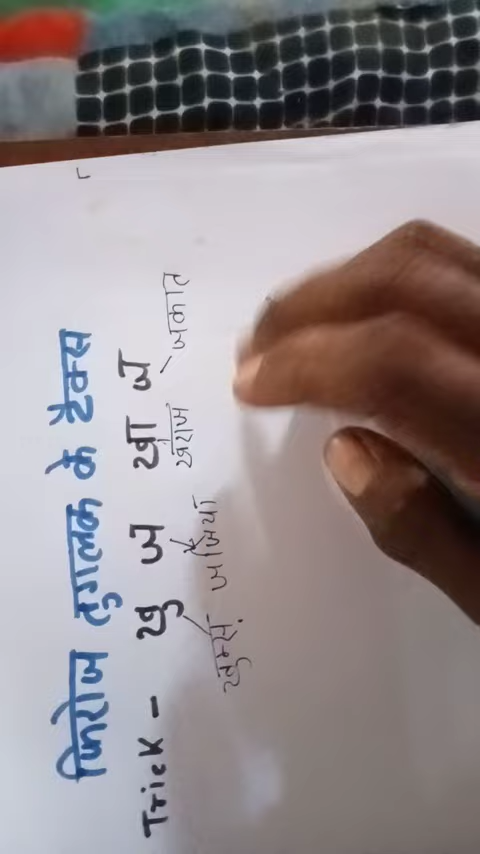 फिरोज तुगलक के टैक्स
Trick - खु ज खा ज
खुम्स जजिया खराज जकात